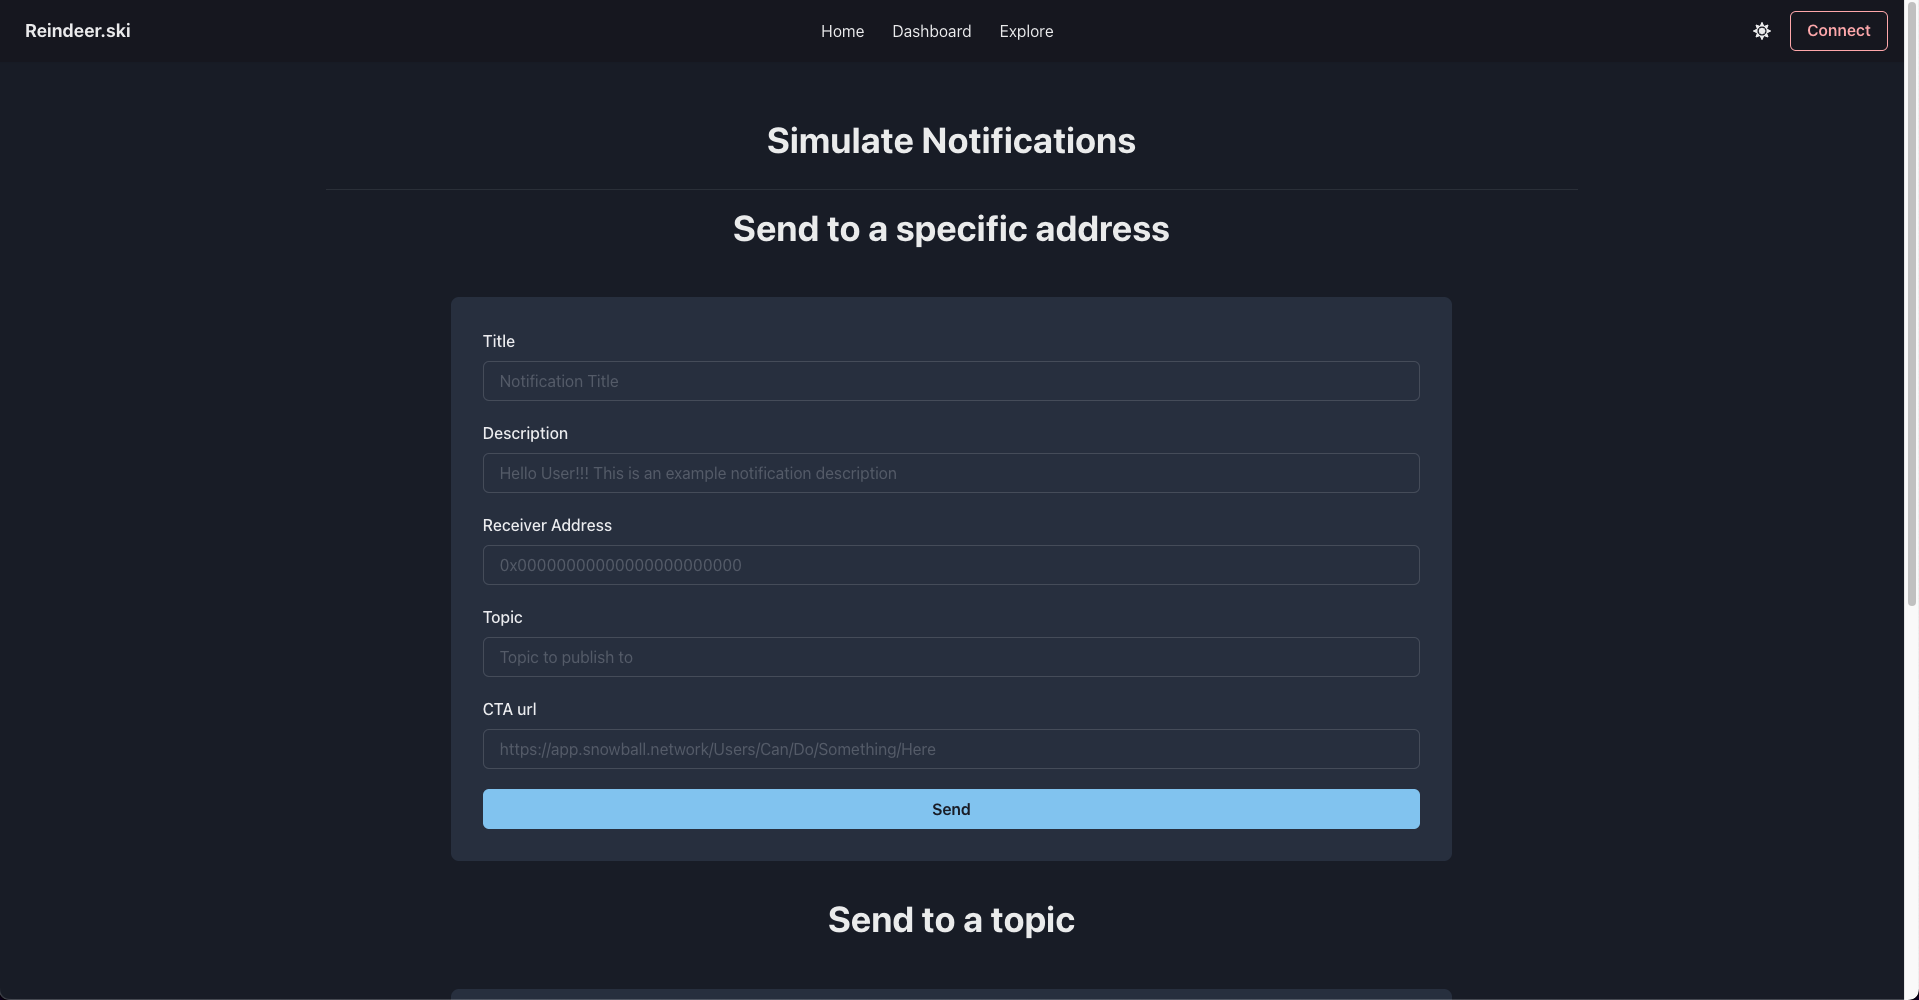 Reindeer.ski
Home
Dashboard
Explore
Connect
Simulate Notifications
Send to a specific address
Title
Notification Title
Description
Hello User!!! This is an example notification description
Receiver Address
0x00000000000000000000000
Topic
Topic to publish to
CTA url
https://app.snowball.network/Users/Can/Do/Something/Here
Send
Send to a topic